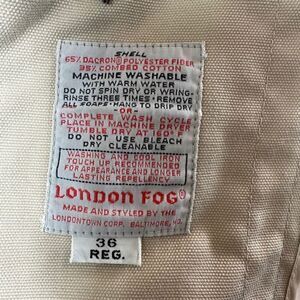 SHELL
65% DACRON® POLYESTER FIBER
35% COMBED COTTON
MACHINE WASHABLE
WITH WARM WATER
DO NOT SPIN DRY OR WRING-
RINSE THREE TIMES · REMOVE
ALL SOAPS · HANG TO DRIP DRY
— OR —
COMPLETE WASH CYCLE
PLACE IN MACHINE DRYER
TUMBLE DRY AT 160° F
DO NOT USE BLEACH
DRY CLEANABLE
WASHING AND COOL IRON
TOUCH UP RECOMMENDED
FOR APPEARANCE AND LONGER
LASTING REPELLENCY
LONDON FOG®
MADE AND STYLED BY THE
LONDONTOWN CORP. BALTIMORE, MD.
36
REG.